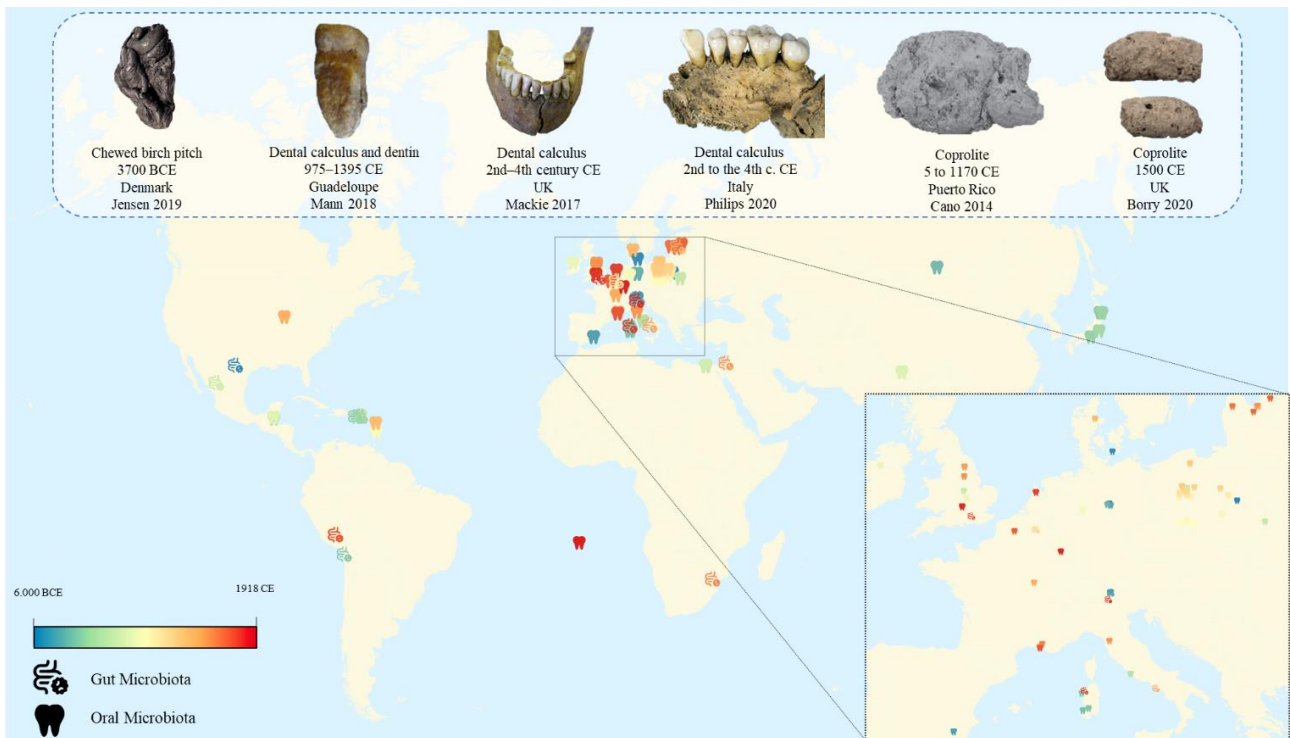 Chewed birch pitch
3700 BCE
Denmark
Jensen 2019
Dental calculus and dentin
975–1395 CE
Guadeloupe
Mann 2018
Dental calculus
2nd–4th century CE
UK
Mackie 2017
Dental calculus
2nd to the 4th c. CE
Italy
Philips 2020
Coprolite
5 to 1170 CE
Puerto Rico
Cano 2014
Coprolite
1500 CE
UK
Borry 2020
6.000 BCE
1918 CE
Gut Microbiota
Oral Microbiota